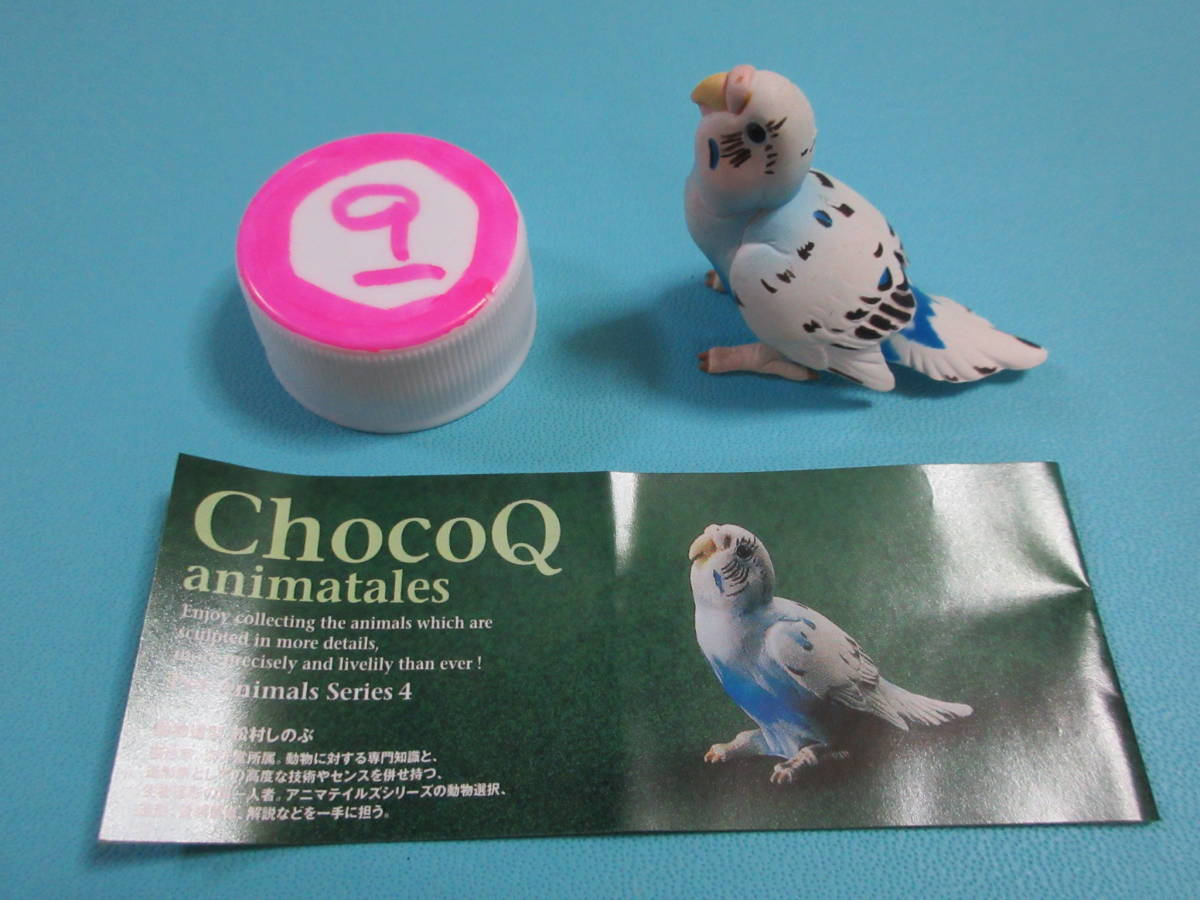 9
ChocoQ
animatales
Enjoy collecting the animals which are
sculpted in more details,
precisely and livelily than ever !
Animals Series 4
松村しのぶ
所属。動物に対する専門知識と、
の高度な技術やセンスを併せ持つ、
一人者。アニマテイルズシリーズの動物選択、
解説などを一手に担う。